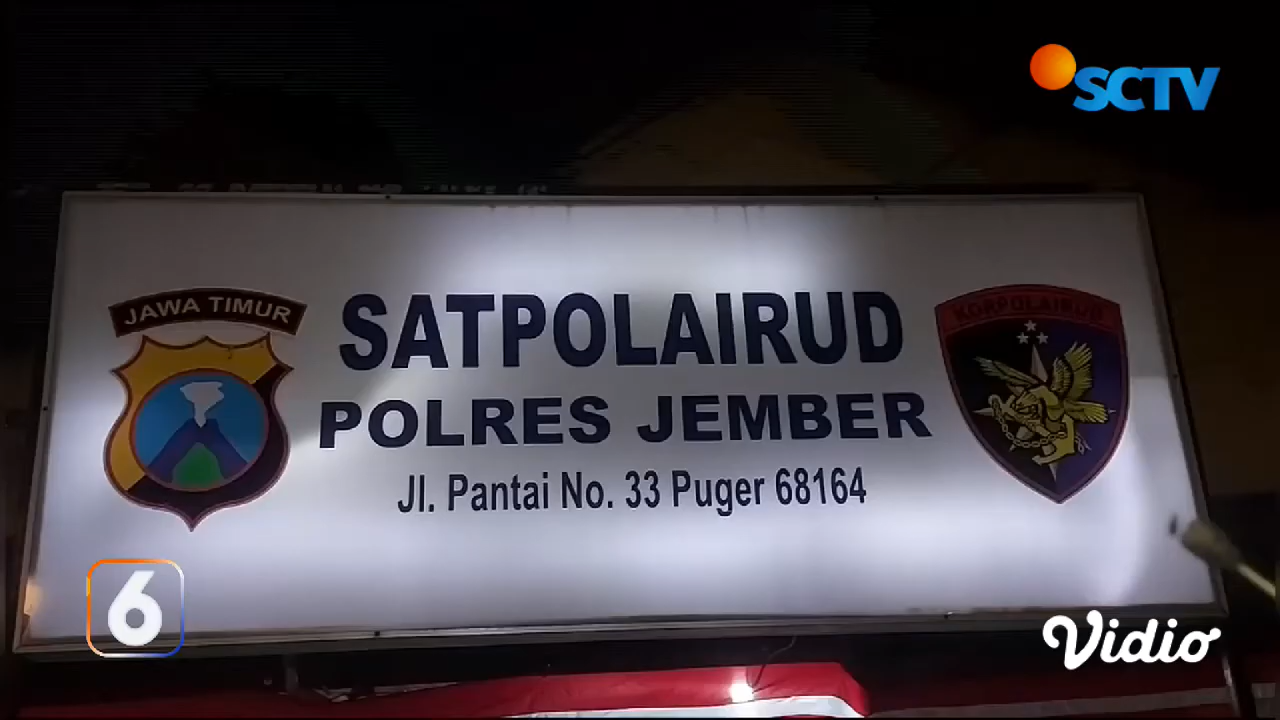 SCTV
JAWA TIMUR
SATPOLAIRUD
POLRES JEMBER
Jl. Pantai No. 33 Puger 68164
KORPOLAIRUD
6
Vidio